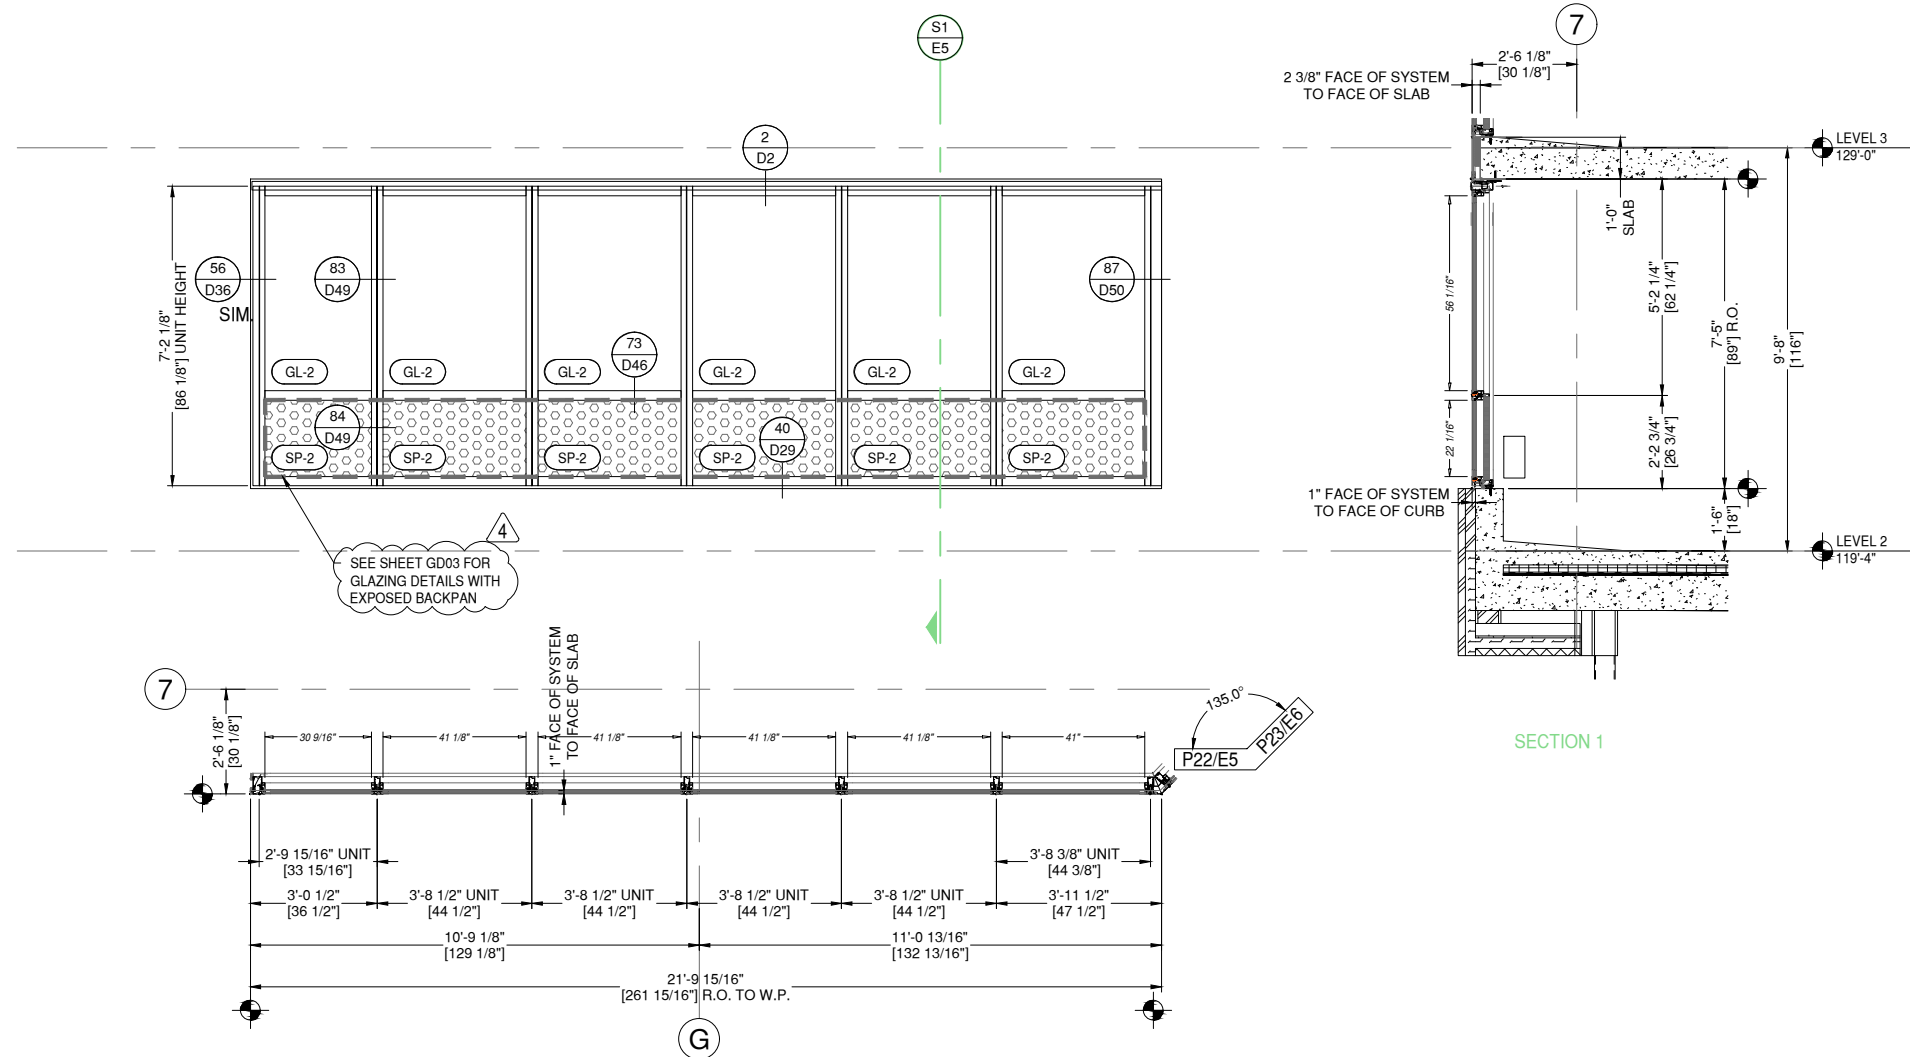 S1
E5
2
D2
7'-2 1/8"
[86 1/8"] UNIT HEIGHT
56
D36
SIM.
83
D49
87
D50
73
D46
GL-2
GL-2
GL-2
GL-2
GL-2
GL-2
84
D49
40
D29
SP-2
SP-2
SP-2
SP-2
SP-2
SP-2
4
SEE SHEET GD03 FOR
GLAZING DETAILS WITH
EXPOSED BACKPAN
7
2'-6 1/8"
[30 1/8"]
2 3/8" FACE OF SYSTEM
TO FACE OF SLAB
LEVEL 3
129'-0"
1'-0"
SLAB
56 1/16"
5'-2 1/4"
[62 1/4"]
7'-5"
[89"] R.O.
9'-8"
[116"]
22 1/16"
2'-2 3/4"
[26 3/4"]
1" FACE OF SYSTEM
TO FACE OF CURB
1'-6"
[18"]
LEVEL 2
119'-4"
SECTION 1
7
2'-6 1/8"
[30 1/8"]
1" FACE OF SYSTEM
TO FACE OF SLAB
135.0°
P22/E5
P23/E6
30 9/16"
41 1/8"
41 1/8"
41 1/8"
41 1/8"
41"
2'-9 15/16" UNIT
[33 15/16"]
3'-8 3/8" UNIT
[44 3/8"]
3'-0 1/2"
[36 1/2"]
3'-8 1/2" UNIT
[44 1/2"]
3'-8 1/2" UNIT
[44 1/2"]
3'-8 1/2" UNIT
[44 1/2"]
3'-8 1/2" UNIT
[44 1/2"]
3'-11 1/2"
[47 1/2"]
10'-9 1/8"
[129 1/8"]
11'-0 13/16"
[132 13/16"]
21'-9 15/16"
[261 15/16"] R.O. TO W.P.
G